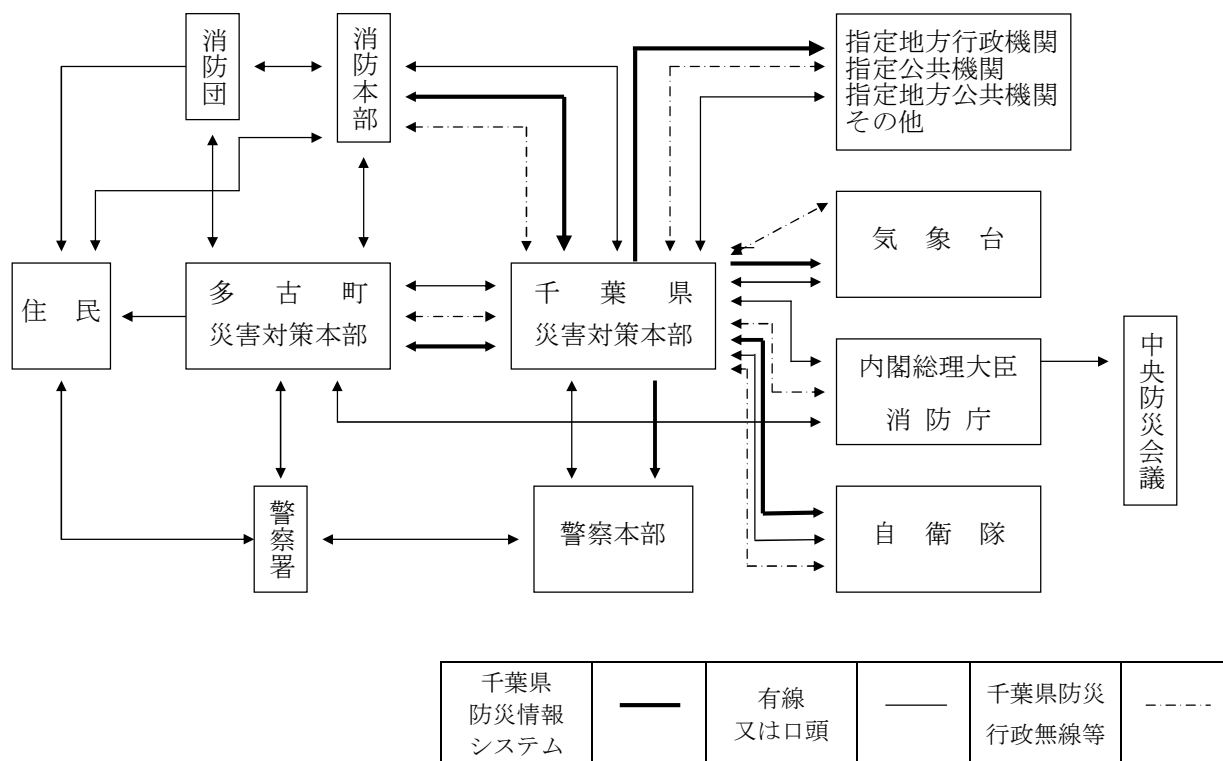 消防団
消防本部
指定地方行政機関
指定公共機関
指定地方公共機関
その他
気象台
住民
多古町
災害対策本部
千葉県
災害対策本部
内閣総理大臣
消防庁
中央防災会議
警察署
警察本部
自衛隊
千葉県
防災情報
システム
有線
又は口頭
千葉県防災
行政無線等